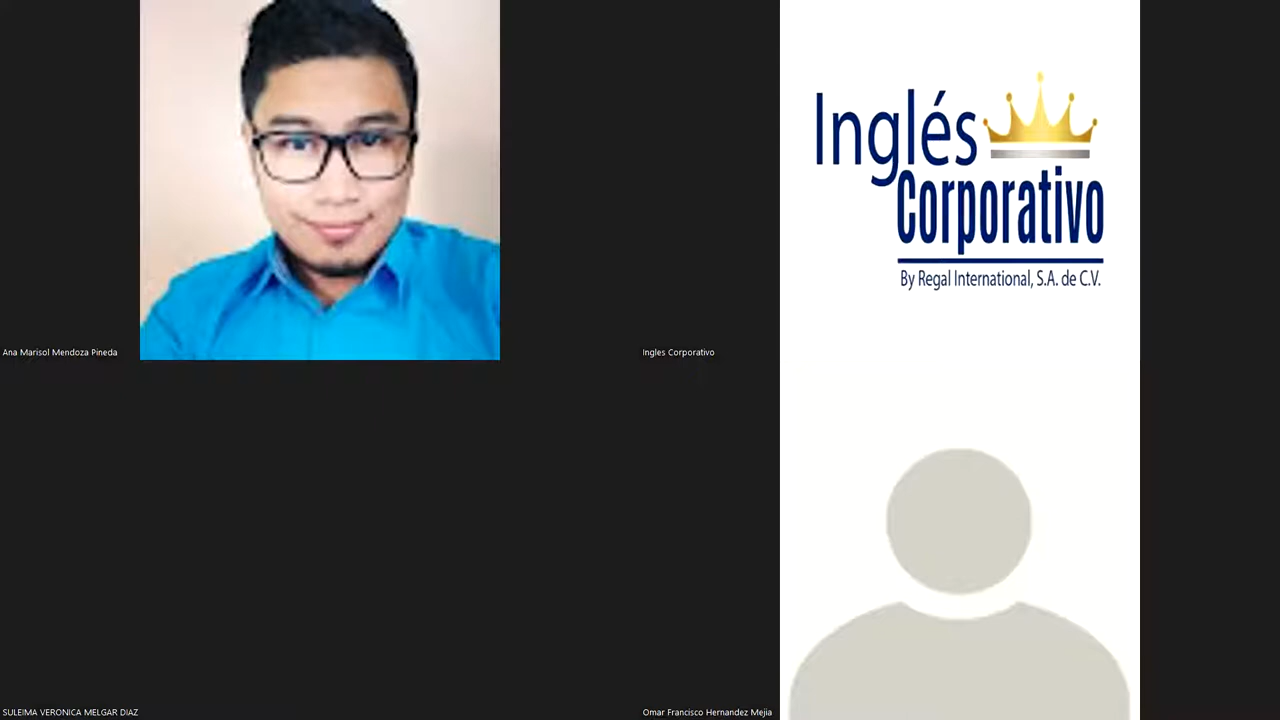 Inglés
Corporativo
By Regal International, S.A. de C.V.
Ana Marisol Mendoza Pineda
Ingles Corporativo
SULEIMA VERONICA MELGAR DIAZ
Omar Francisco Hernandez Mejia